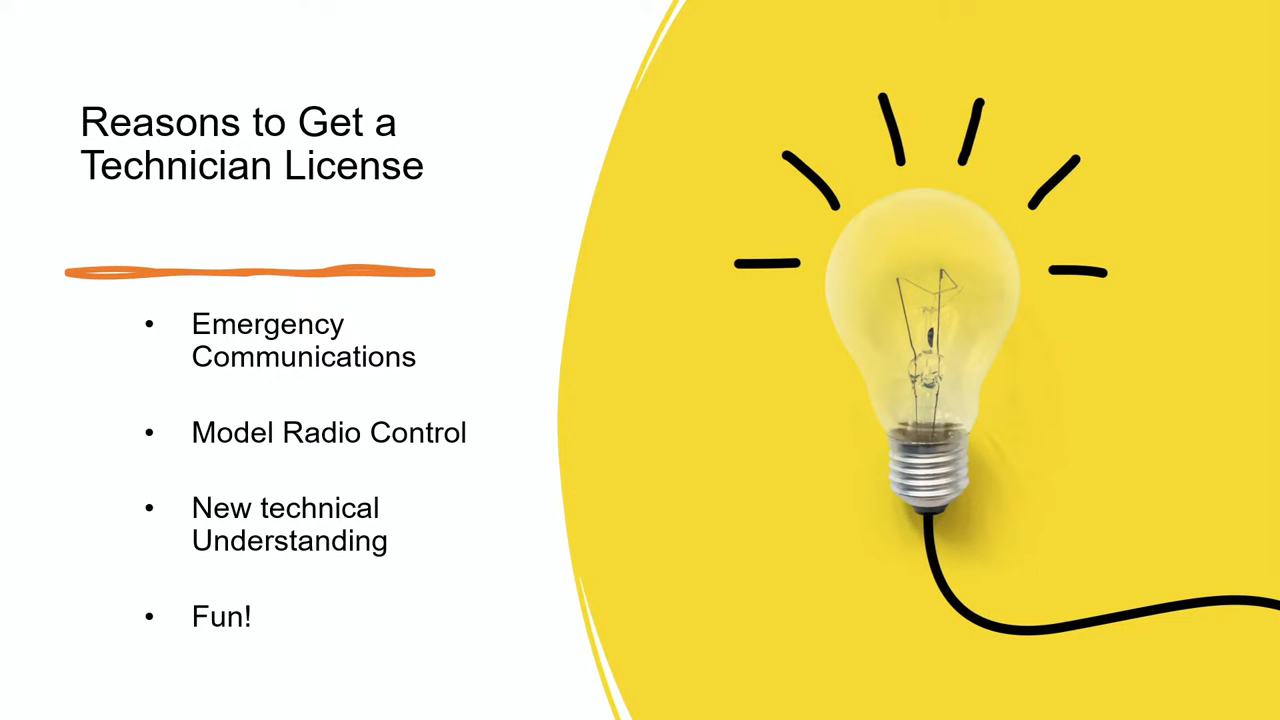 Reasons to Get a
Technician License
• Emergency
Communications
• Model Radio Control
• New technical
Understanding
• Fun!